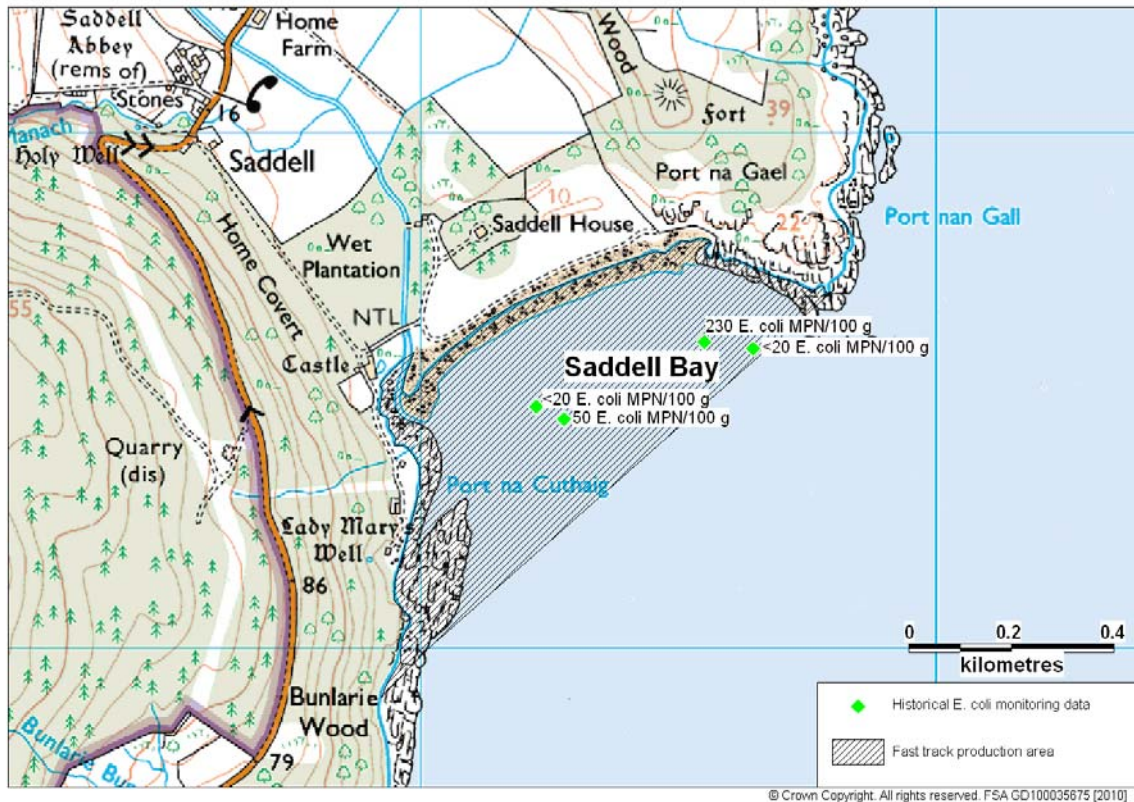 Home
Farm
Saddell
Abbey
(rems of)
Stones
16
Manach
Holy Well
Saddell
Wood
Fort
39
Port na Gael
22
Port nan Gall
10
Saddell House
Wet
Plantation
Home Covert
55
NTL
Castle
230 E. coli MPN/100 g
<20 E. coli MPN/100 g
Saddell Bay
<20 E. coli MPN/100 g
50 E. coli MPN/100 g
Quarry
(dis)
Port na Cuthaig
Lady Mary's
Well
86
Bunlarie
Wood
Bunlarie Bur
79
0 0.2 0.4
kilometres
Historical E. coli monitoring data
Fast track production area
© Crown Copyright. All rights reserved. FSA GD100035675 [2010]